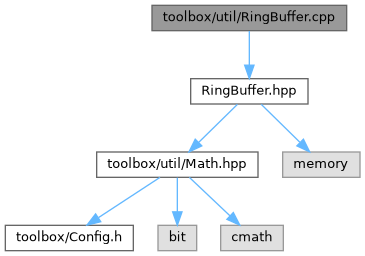 toolbox/util/RingBuffer.cpp
RingBuffer.hpp
toolbox/util/Math.hpp
memory
toolbox/Config.h
bit
cmath